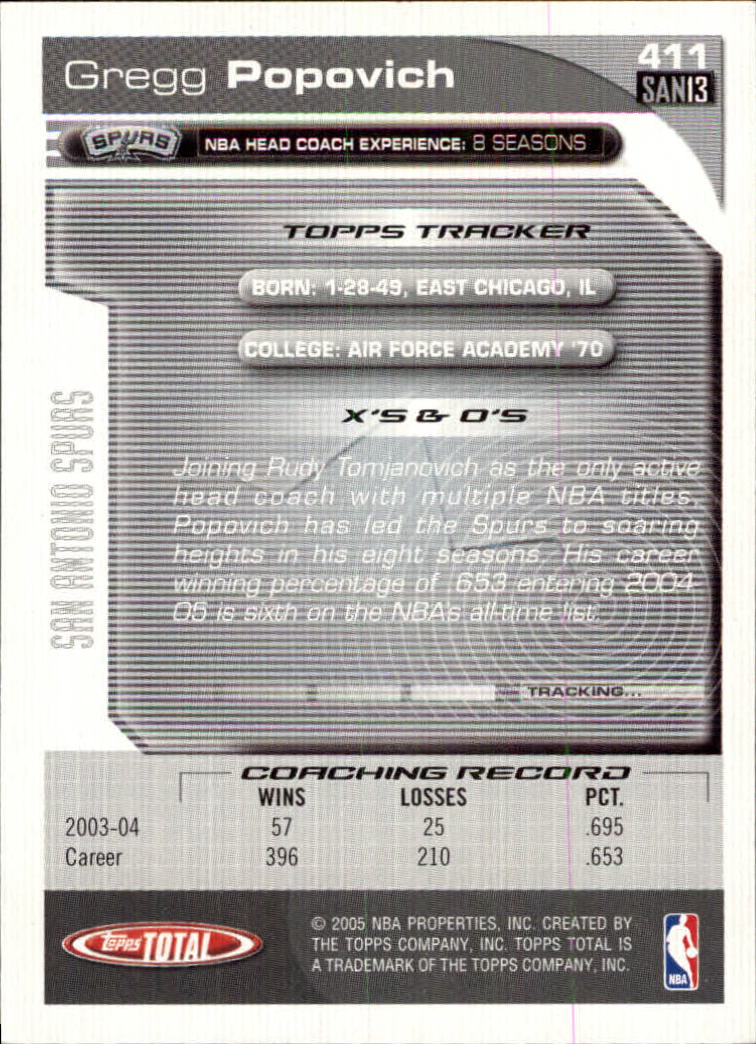 Gregg Popovich
411
SAN13
SPURS
NBA HEAD COACH EXPERIENCE: 8 SEASONS
TOPPS TRACKER
BORN: 1-28-49, EAST CHICAGO, IL
COLLEGE: AIR FORCE ACADEMY '70
X'S & O'S
Joining Rudy Tomjanovich as the only active
head coach with multiple NBA titles,
Popovich has led the Spurs to soaring
heights in his eight seasons. His career
winning percentage of .653 entering 2004-
05 is sixth on the NBA's all-time list.
TRACKING...
SAN ANTONIO SPURS
COACHING RECORD
WINS LOSSES PCT.
2003-04 57 25 .695
Career 396 210 .653
Topps TOTAL
© 2005 NBA PROPERTIES, INC. CREATED BY
THE TOPPS COMPANY, INC. TOPPS TOTAL IS
A TRADEMARK OF THE TOPPS COMPANY, INC.
NBA